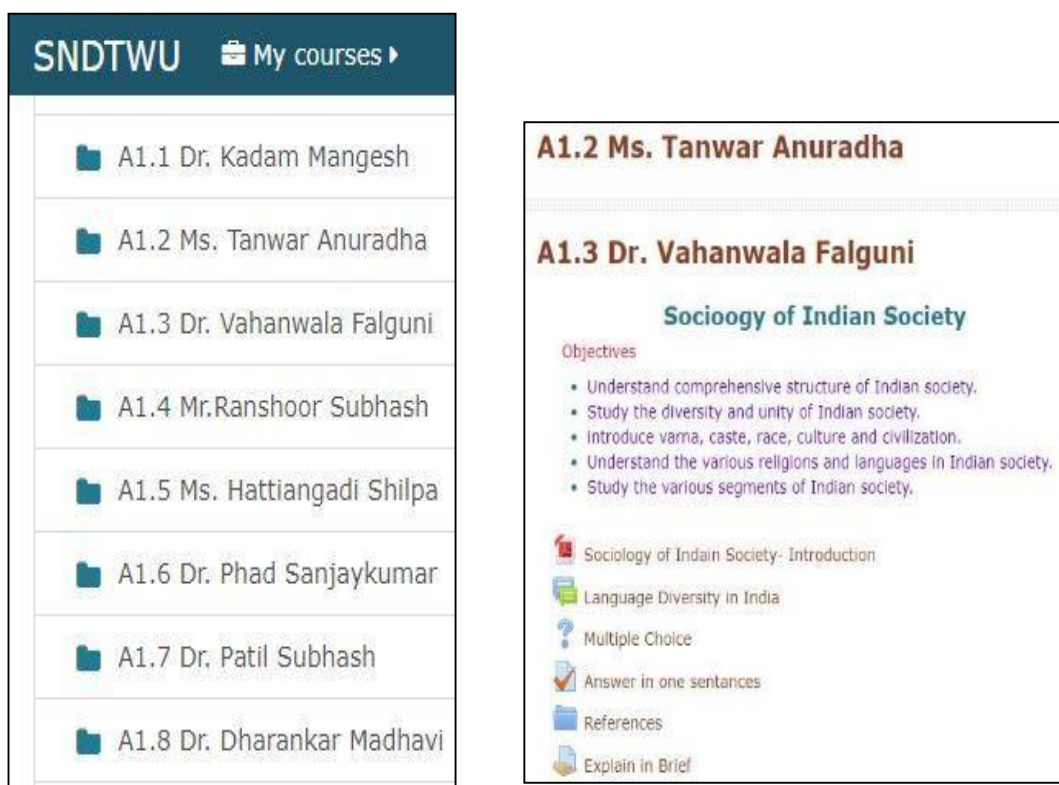 SNDTWU My courses
A1.1 Dr. Kadam Mangesh
A1.2 Ms. Tanwar Anuradha
A1.3 Dr. Vahanwala Falguni
A1.4 Mr.Ranshoor Subhash
A1.5 Ms. Hattiangadi Shilpa
A1.6 Dr. Phad Sanjaykumar
A1.7 Dr. Patil Subhash
A1.8 Dr. Dharankar Madhavi
A1.2 Ms. Tanwar Anuradha
A1.3 Dr. Vahanwala Falguni
Socioogy of Indian Society
Objectives
• Understand comprehensive structure of Indian society.
• Study the diversity and unity of Indian society.
• introduce varna, caste, race, culture and civilization.
• Understand the various religions and languages in Indian society.
• Study the various segments of Indian society.
Sociology of Indain Society- Introduction
Language Diversity in India
Multiple Choice
Answer in one sentances
References
Explain in Brief